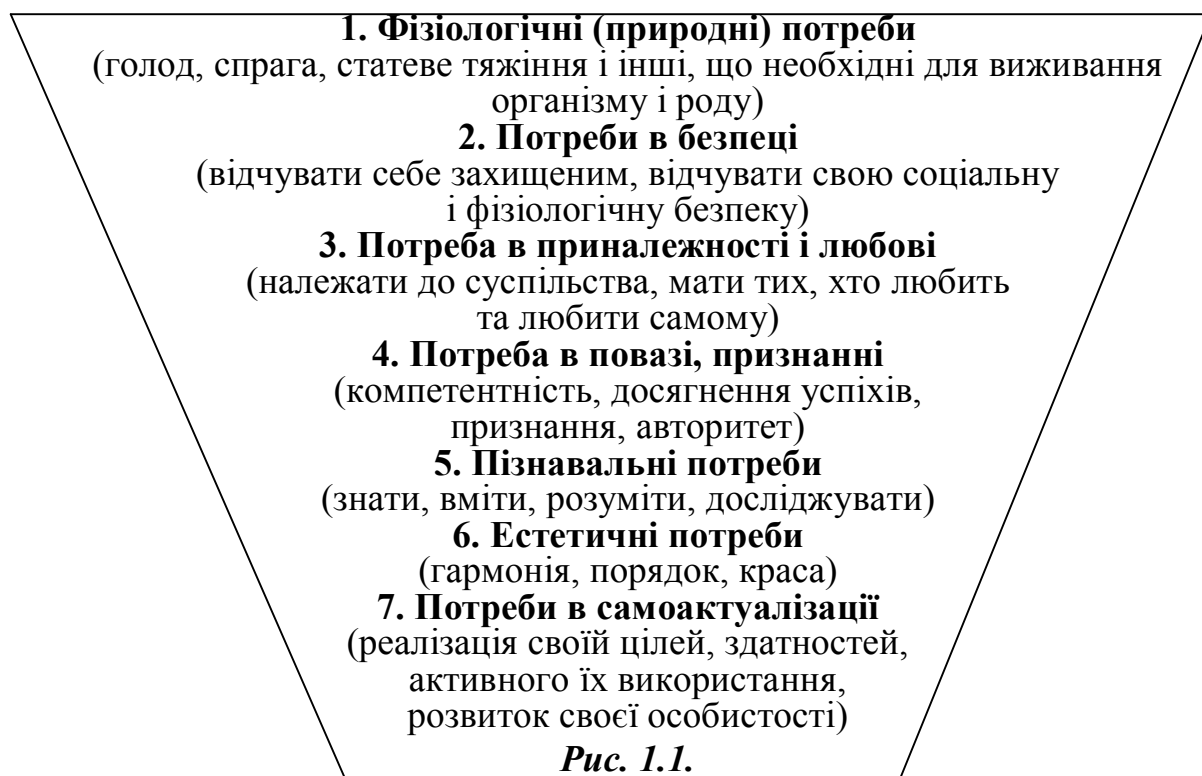 1. Фізіологічні (природні) потреби
(голод, спрага, статеве тяжіння і інші, що необхідні для виживання
організму і роду)
2. Потреби в безпеці
(відчувати себе захищеним, відчувати свою соціальну
і фізіологічну безпеку)
3. Потреба в приналежності і любові
(належати до суспільства, мати тих, хто любить
та любити самому)
4. Потреба в повазі, признанні
(компетентність, досягнення успіхів,
признання, авторитет)
5. Пізнавальні потреби
(знати, вміти, розуміти, досліджувати)
6. Естетичні потреби
(гармонія, порядок, краса)
7. Потреби в самоактуалізації
(реалізація своїй цілей, здатностей,
активного їх використання,
розвиток своєї особистості)
Рис. 1.1.